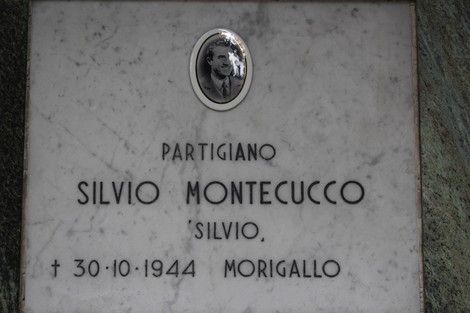 PARTIGIANO
SILVIO MONTECUCCO
'SILVIO,
† 30·10·1944 MORIGALLO